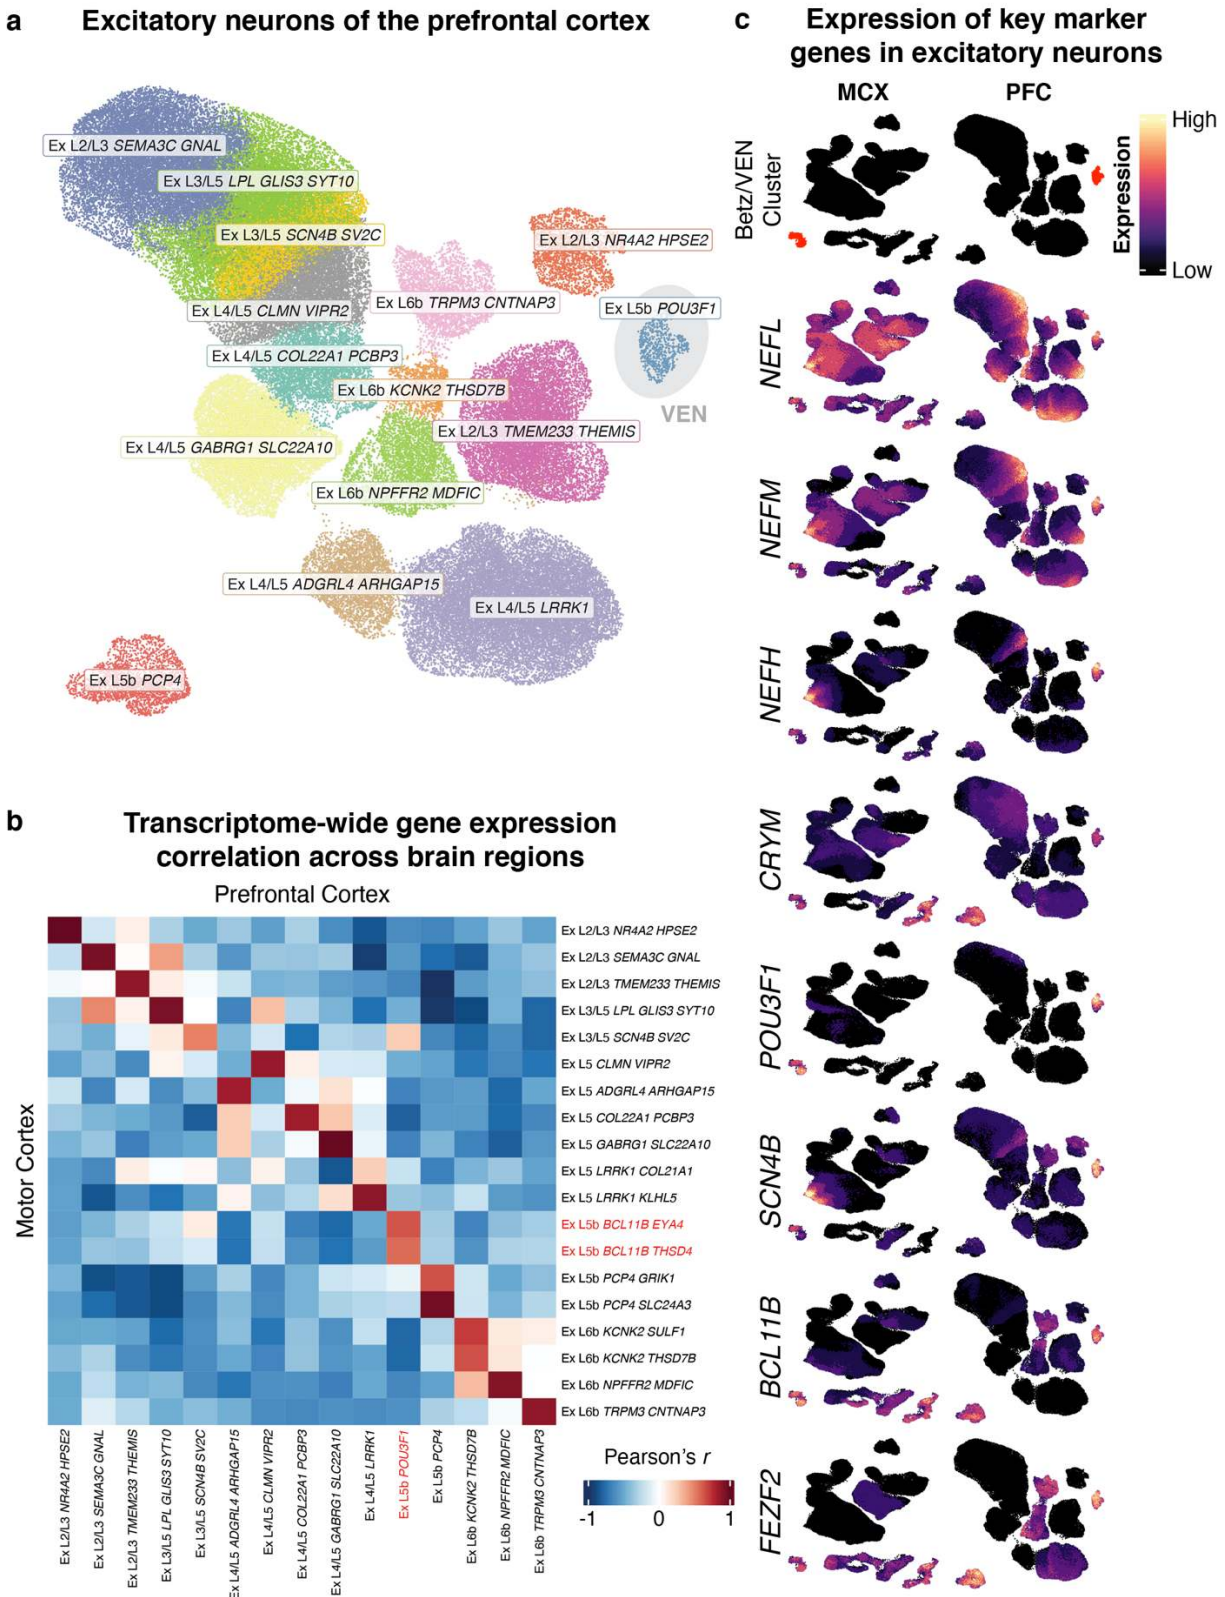 a
Excitatory neurons of the prefrontal cortex
Ex L2/L3 SEMA3C GNAL
Ex L3/L5 LPL GLIS3 SYT10
Ex L3/L5 SCN4B SV2C
Ex L2/L3 NR4A2 HPSE2
Ex L4/L5 CLMN VIPR2
Ex L6b TRPM3 CNTNAP3
Ex L5b POU3F1
Ex L4/L5 COL22A1 PCBP3
Ex L6b KCNK2 THSD7B
VEN
Ex L4/L5 GABRG1 SLC22A10
Ex L2/L3 TMEM233 THEMIS
Ex L6b NPFFR2 MDFIC
Ex L4/L5 ADGRL4 ARHGAP15
Ex L4/L5 LRRK1
Ex L5b PCP4
b
Transcriptome-wide gene expression
correlation across brain regions
Prefrontal Cortex
Motor Cortex
Ex L2/L3 NR4A2 HPSE2
Ex L2/L3 SEMA3C GNAL
Ex L2/L3 TMEM233 THEMIS
Ex L3/L5 LPL GLIS3 SYT10
Ex L3/L5 SCN4B SV2C
Ex L5 CLMN VIPR2
Ex L5 ADGRL4 ARHGAP15
Ex L5 COL22A1 PCBP3
Ex L5 GABRG1 SLC22A10
Ex L5 LRRK1 COL21A1
Ex L5 LRRK1 KLHL5
Ex L5b BCL11B EYA4
Ex L5b BCL11B THSD4
Ex L5b PCP4 GRIK1
Ex L5b PCP4 SLC24A3
Ex L6b KCNK2 SULF1
Ex L6b KCNK2 THSD7B
Ex L6b NPFFR2 MDFIC
Ex L6b TRPM3 CNTNAP3
Ex L2/L3 NR4A2 HPSE2
Ex L2/L3 SEMA3C GNAL
Ex L2/L3 TMEM233 THEMIS
Ex L3/L5 LPL GLIS3 SYT10
Ex L3/L5 SCN4B SV2C
Ex L4/L5 ADGRL4 ARHGAP15
Ex L4/L5 CLMN VIPR2
Ex L4/L5 COL22A1 PCBP3
Ex L4/L5 GABRG1 SLC22A10
Ex L4/L5 LRRK1
Ex L5b POU3F1
Ex L5b PCP4
Ex L6b KCNK2 THSD7B
Ex L6b NPFFR2 MDFIC
Ex L6b TRPM3 CNTNAP3
Pearson's r
-1
0
1
c
Expression of key marker
genes in excitatory neurons
MCX
PFC
Betz/VEN
Cluster
Expression
High
Low
NEFL
NEFM
NEFH
CRYM
POU3F1
SCN4B
BCL11B
FEZF2